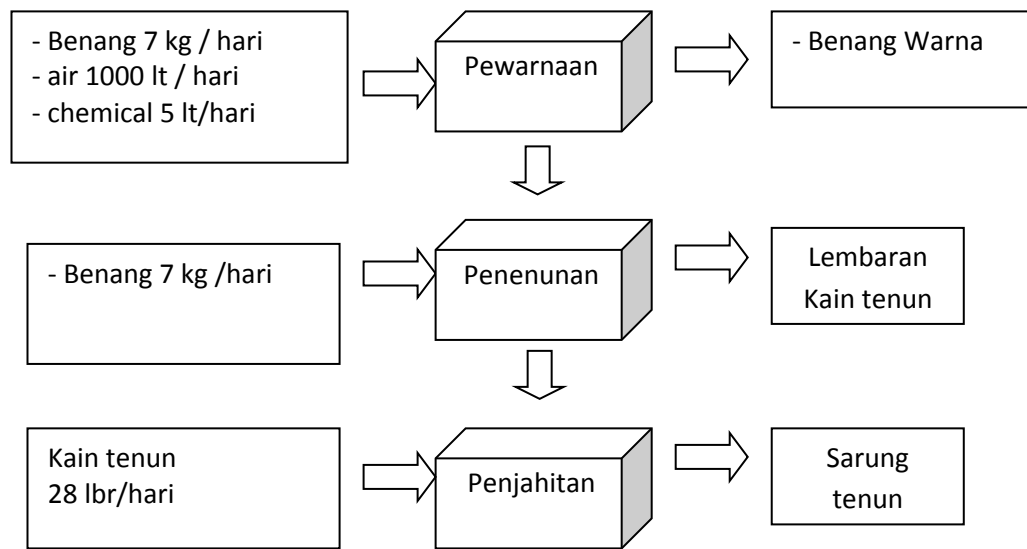 - Benang 7 kg / hari
- air 1000 lt / hari
- chemical 5 lt/hari
Pewarnaan
- Benang Warna
- Benang 7 kg /hari
Penenunan
Lembaran
Kain tenun
Kain tenun
28 lbr/hari
Penjahitan
Sarung
tenun